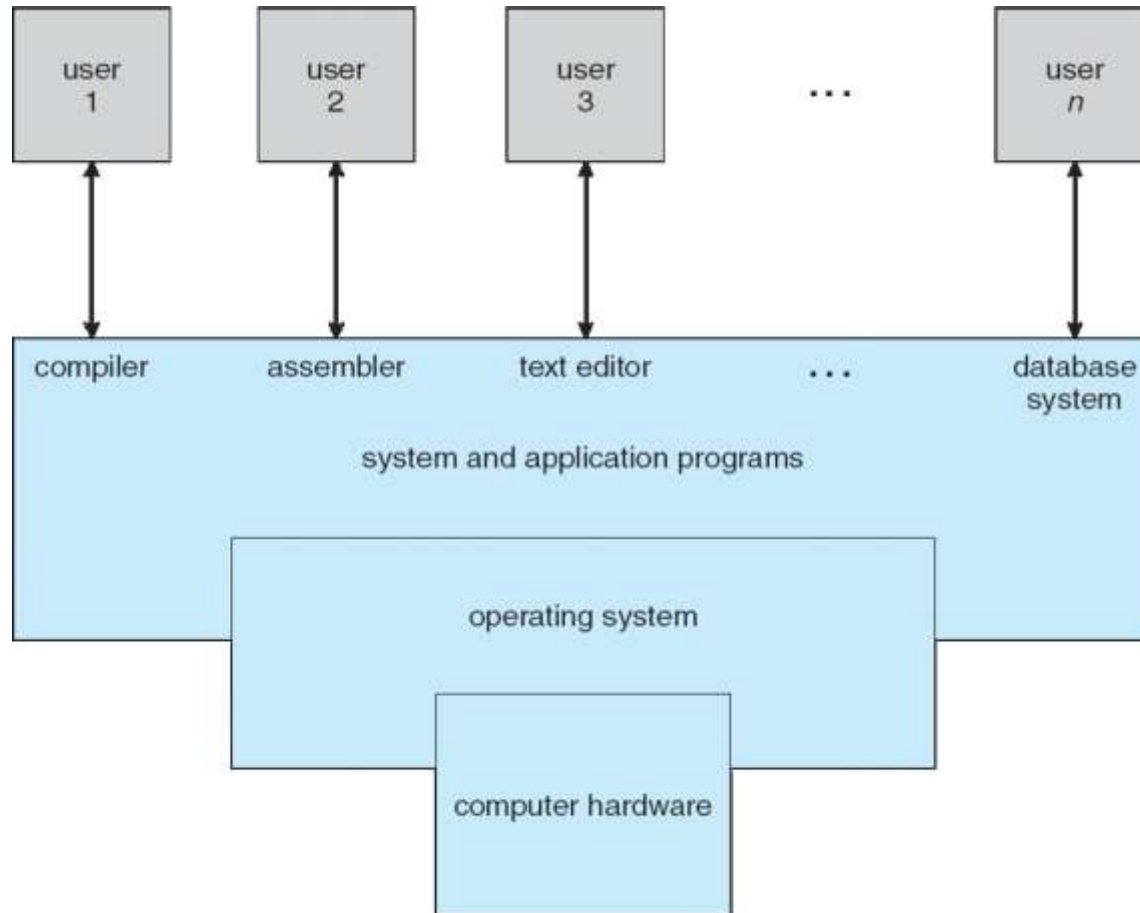 user
1
user
2
user
3
...
user
n
compiler
assembler
text editor
...
database
system
system and application programs
operating system
computer hardware